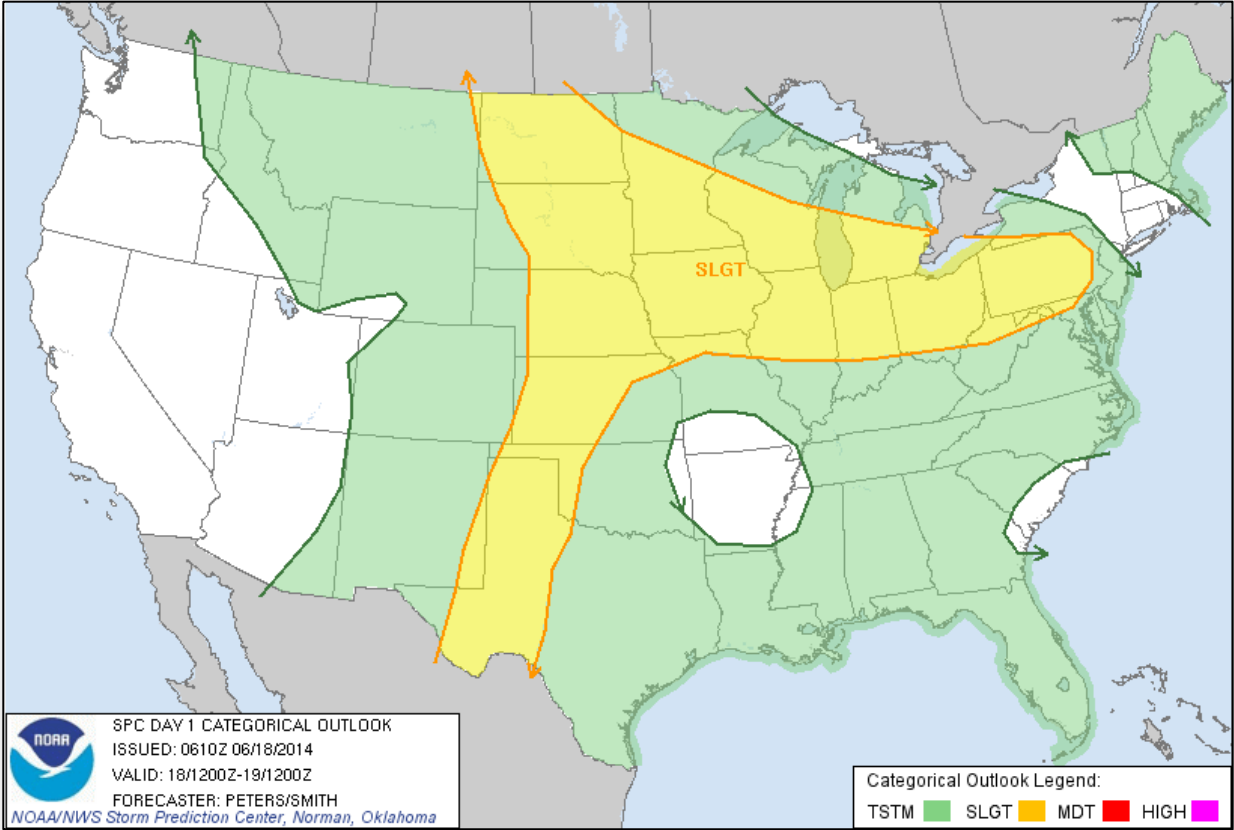 SLGT
NOAA
SPC DAY 1 CATEGORICAL OUTLOOK
ISSUED: 0610Z 06/18/2014
VALID: 18/1200Z-19/1200Z
FORECASTER: PETERS/SMITH
NOAA/NWS Storm Prediction Center, Norman, Oklahoma
Categorical Outlook Legend:
TSTM SLGT MDT HIGH